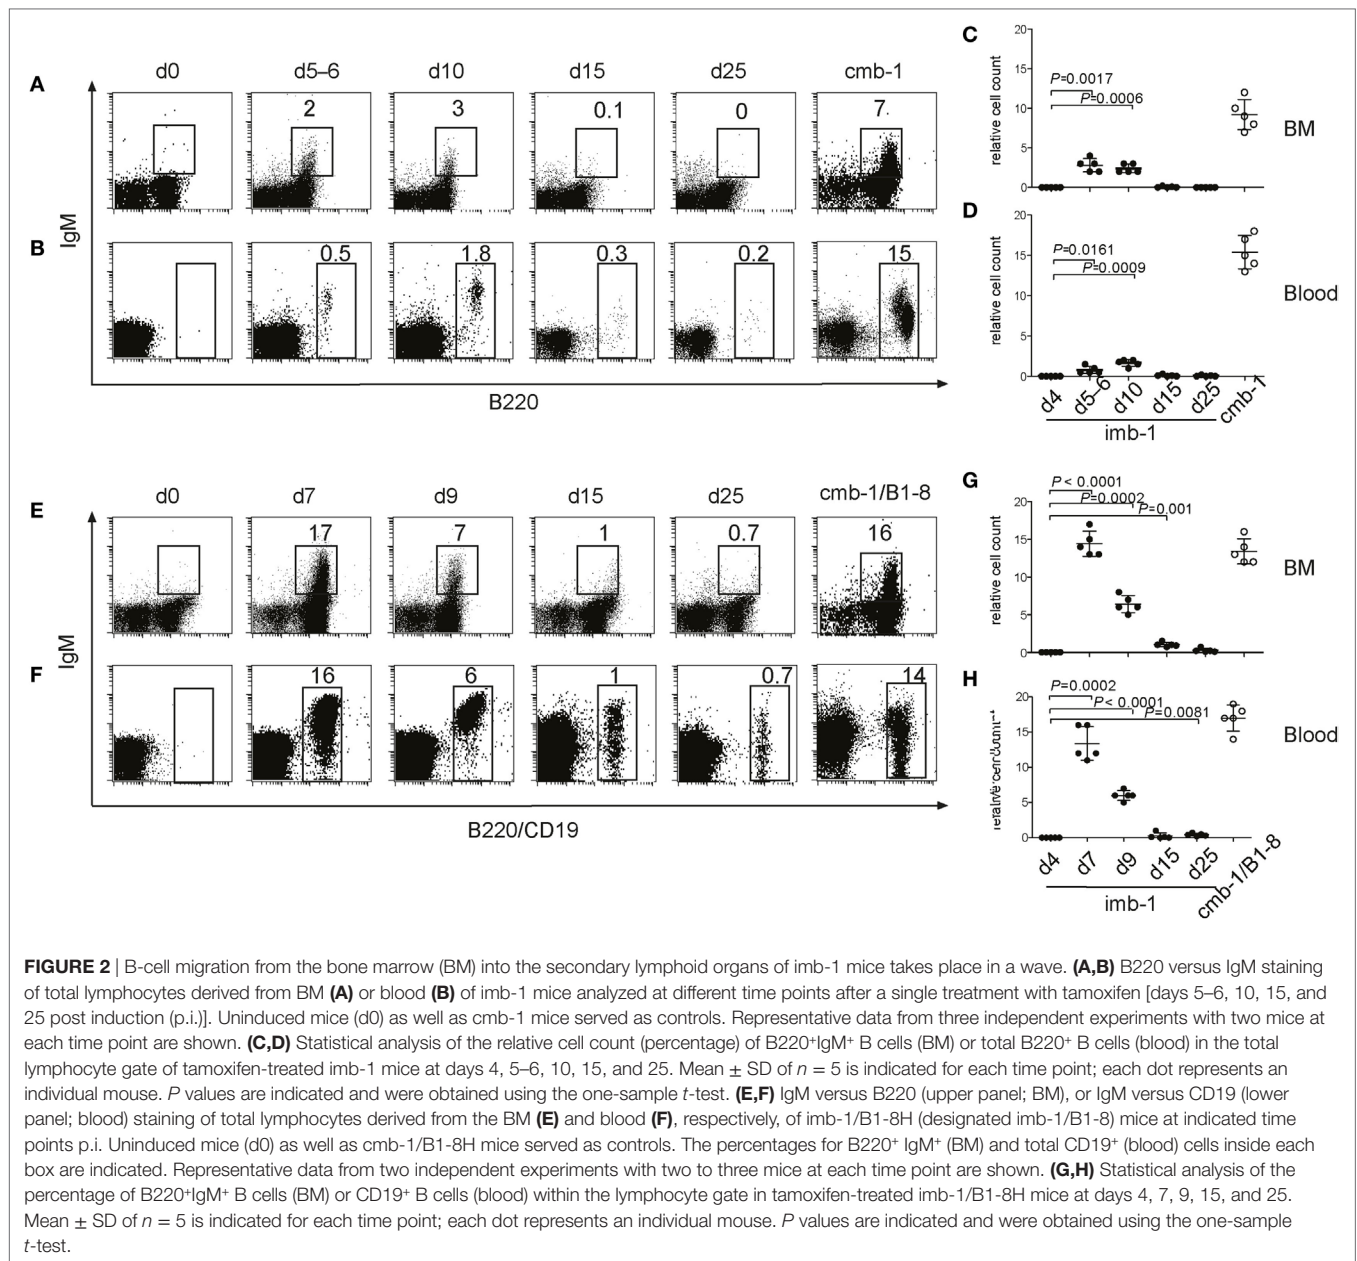 A
d0
d5–6
d10
d15
d25
cmb-1
2
3
0.1
0
7
IgM
B
0.5
1.8
0.3
0.2
15
B220
C
20
15
10
5
0
relative cell count
P=0.0017
P=0.0006
BM
D
20
15
10
5
0
relative cell count
P=0.0161
P=0.0009
Blood
d4
d5–6
d10
d15
d25
cmb-1
imb-1
E
d0
d7
d9
d15
d25
cmb-1/B1-8
17
7
1
0.7
16
IgM
F
16
6
1
0.7
14
B220/CD19
G
20
15
10
5
0
relative cell count
P < 0.0001
P=0.0002
P=0.001
BM
H
20
15
10
5
0
P=0.0002
P< 0.0001
P=0.0081
Blood
d4
d7
d9
d15
d25
cmb-1/B1-8
imb-1
FIGURE 2 | B-cell migration from the bone marrow (BM) into the secondary lymphoid organs of imb-1 mice takes place in a wave. (A,B) B220 versus IgM staining
of total lymphocytes derived from BM (A) or blood (B) of imb-1 mice analyzed at different time points after a single treatment with tamoxifen [days 5–6, 10, 15, and
25 post induction (p.i.)]. Uninduced mice (d0) as well as cmb-1 mice served as controls. Representative data from three independent experiments with two mice at
each time point are shown. (C,D) Statistical analysis of the relative cell count (percentage) of B220⁺IgM⁺ B cells (BM) or total B220⁺ B cells (blood) in the total
lymphocyte gate of tamoxifen-treated imb-1 mice at days 4, 5–6, 10, 15, and 25. Mean ± SD of n = 5 is indicated for each time point; each dot represents an
individual mouse. P values are indicated and were obtained using the one-sample t-test. (E,F) IgM versus B220 (upper panel; BM), or IgM versus CD19 (lower
panel; blood) staining of total lymphocytes derived from the BM (E) and blood (F), respectively, of imb-1/B1-8H (designated imb-1/B1-8) mice at indicated time
points p.i. Uninduced mice (d0) as well as cmb-1/B1-8H mice served as controls. The percentages for B220⁺ IgM⁺ (BM) and total CD19⁺ (blood) cells inside each
box are indicated. Representative data from two independent experiments with two to three mice at each time point are shown. (G,H) Statistical analysis of the
percentage of B220⁺IgM⁺ B cells (BM) or CD19⁺ B cells (blood) within the lymphocyte gate in tamoxifen-treated imb-1/B1-8H mice at days 4, 7, 9, 15, and 25.
Mean ± SD of n = 5 is indicated for each time point; each dot represents an individual mouse. P values are indicated and were obtained using the one-sample
t-test.